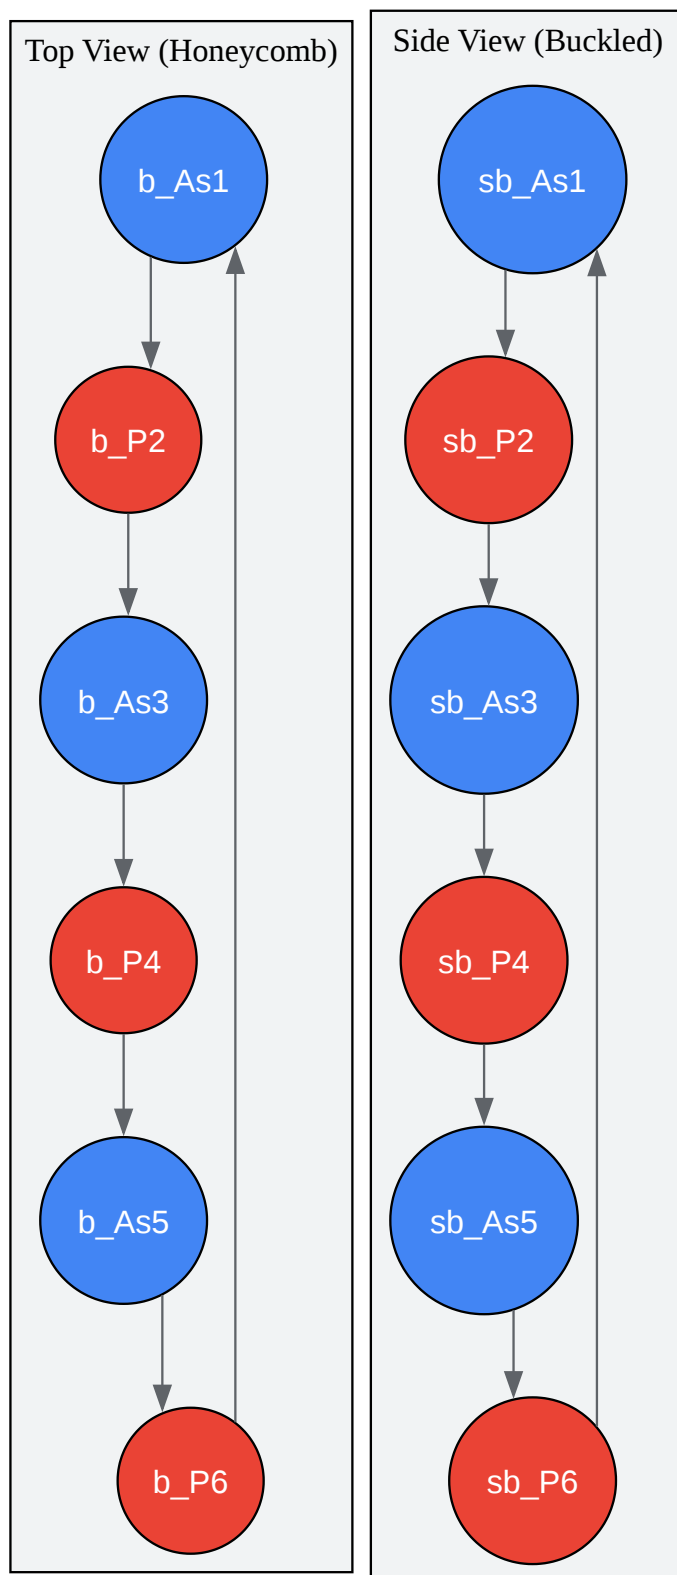 Top View (Honeycomb)
b_As1
b_P2
b_As3
b_P4
b_As5
b_P6
Side View (Buckled)
sb_As1
sb_P2
sb_As3
sb_P4
sb_As5
sb_P6